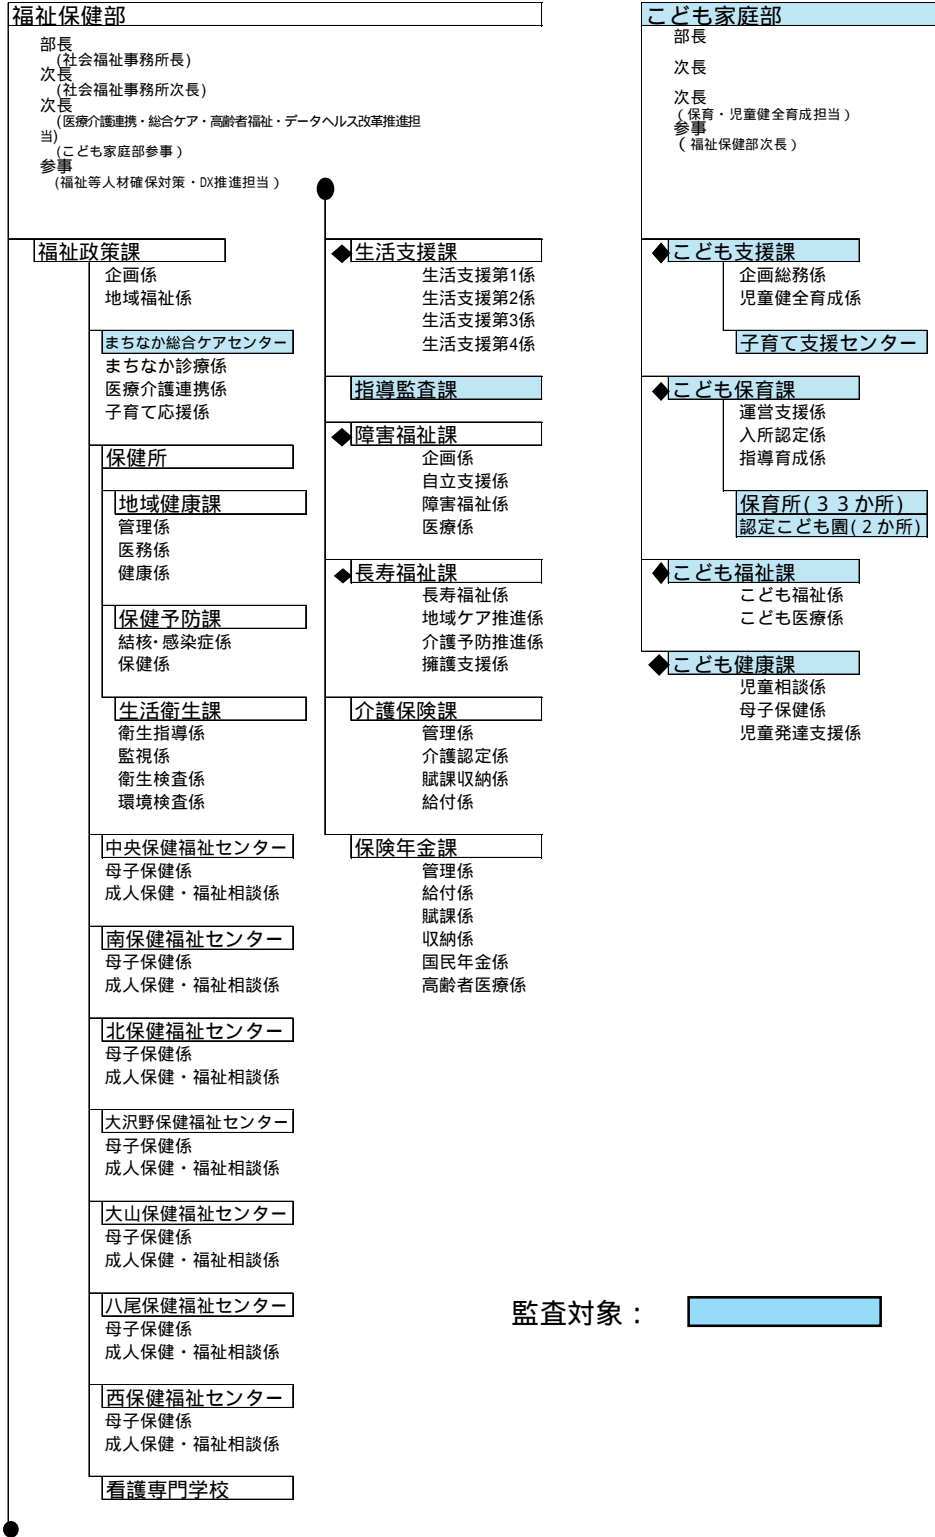 福祉保健部
部長
(社会福祉事務所長)
次長
(社会福祉事務所次長)
次長
(医療介護連携・総合ケア・高齢者福祉・データヘルス改革推進担
当)
(こども家庭部参事)
参事
(福祉等人材確保対策・DX推進担当)
福祉政策課
企画係
地域福祉係
まちなか総合ケアセンター
まちなか診療係
医療介護連携係
子育て応援係
保健所
地域健康課
管理係
医務係
健康係
保健予防課
結核・感染症係
保健係
生活衛生課
衛生指導係
監視係
衛生検査係
環境検査係
中央保健福祉センター
母子保健係
成人保健・福祉相談係
南保健福祉センター
母子保健係
成人保健・福祉相談係
北保健福祉センター
母子保健係
成人保健・福祉相談係
大沢野保健福祉センター
母子保健係
成人保健・福祉相談係
大山保健福祉センター
母子保健係
成人保健・福祉相談係
八尾保健福祉センター
母子保健係
成人保健・福祉相談係
西保健福祉センター
母子保健係
成人保健・福祉相談係
看護専門学校
◆生活支援課
生活支援第1係
生活支援第2係
生活支援第3係
生活支援第4係
指導監査課
◆障害福祉課
企画係
自立支援係
障害福祉係
医療係
◆長寿福祉課
長寿福祉係
地域ケア推進係
介護予防推進係
擁護支援係
介護保険課
管理係
介護認定係
賦課収納係
給付係
保険年金課
管理係
給付係
賦課係
収納係
国民年金係
高齢者医療係
こども家庭部
部長
次長
次長
(保育・児童健全育成担当)
参事
(福祉保健部次長)
◆こども支援課
企画総務係
児童健全育成係
子育て支援センター
◆こども保育課
運営支援係
入所認定係
指導育成係
保育所(３３か所)
認定こども園(２か所)
◆こども福祉課
こども福祉係
こども医療係
◆こども健康課
児童相談係
母子保健係
児童発達支援係
監査対象：